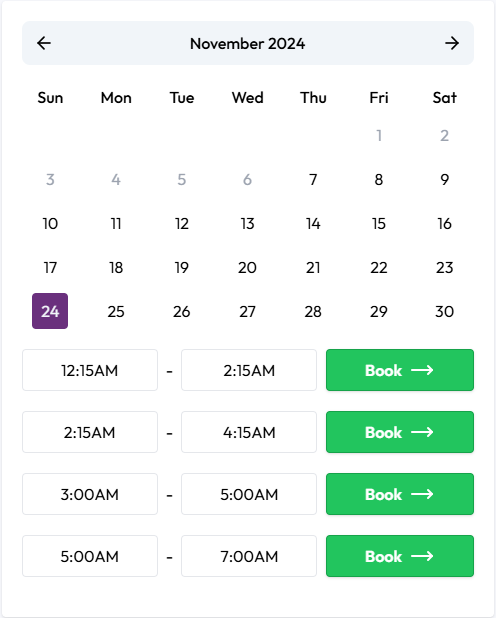 ← November 2024 →
Sun Mon Tue Wed Thu Fri Sat
1 2
3 4 5 6 7 8 9
10 11 12 13 14 15 16
17 18 19 20 21 22 23
24 25 26 27 28 29 30
12:15AM - 2:15AM Book ⟶
2:15AM - 4:15AM Book ⟶
3:00AM - 5:00AM Book ⟶
5:00AM - 7:00AM Book ⟶